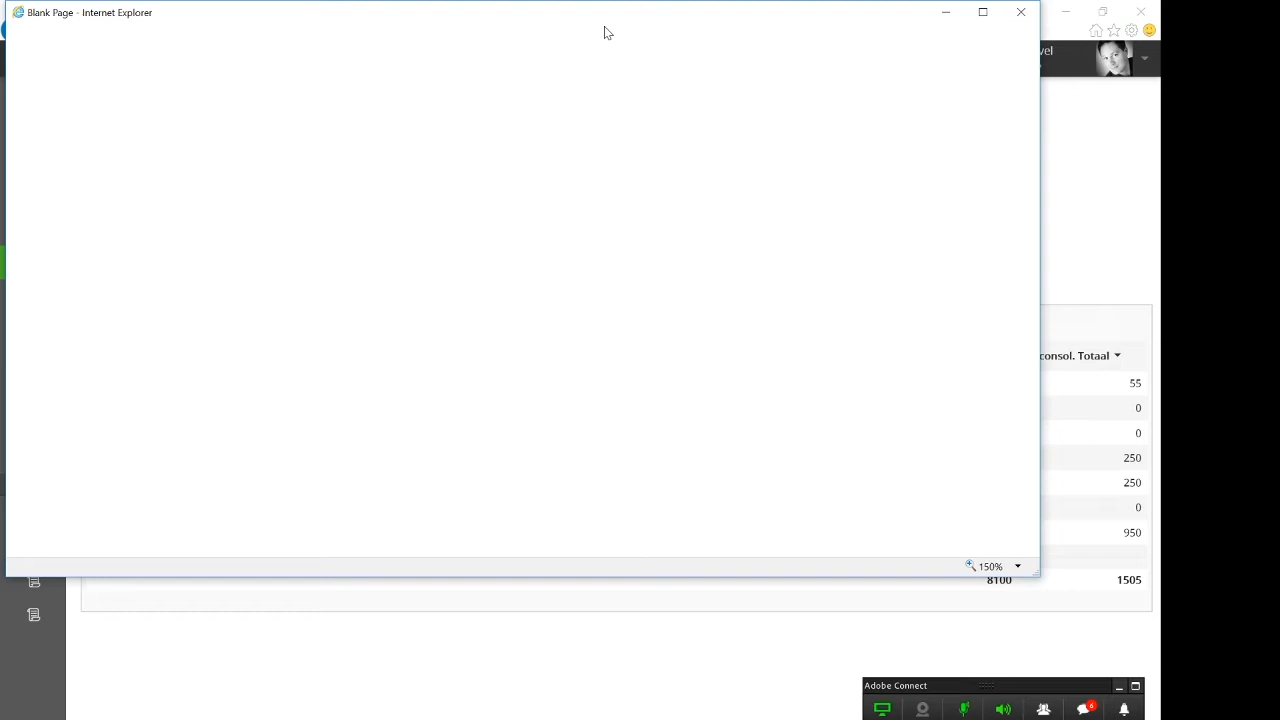 Blank Page - Internet Explorer
vel
consol. Totaal
55
0
0
250
250
0
950
150%
8100 1505
Adobe Connect
6